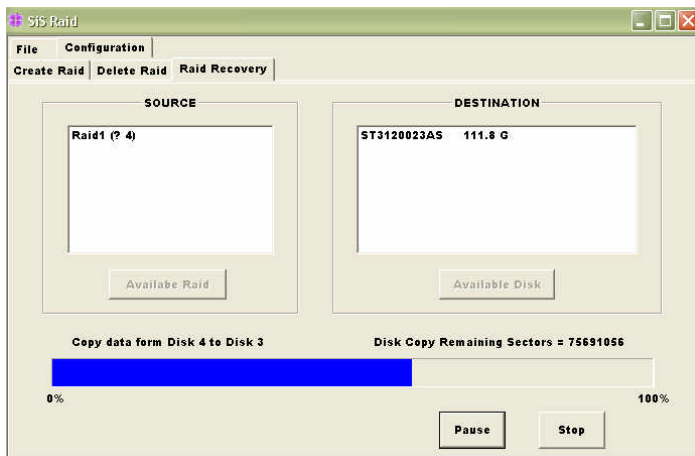 SiS Raid
File Configuration
Create Raid Delete Raid Raid Recovery
SOURCE DESTINATION
Raid1 (? 4) ST3120023AS 111.8 G
Availabe Raid Available Disk
Copy data form Disk 4 to Disk 3 Disk Copy Remaining Sectors = 75691056
0% 100%
Pause Stop